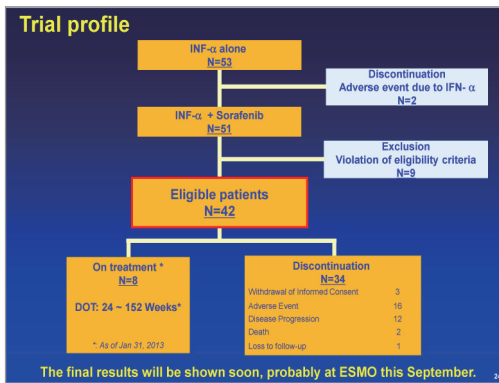 Trial profile
INF-α alone
N=53
Discontinuation
Adverse event due to IFN- α
N=2
INF-α + Sorafenib
N=51
Exclusion
Violation of eligibility criteria
N=9
Eligible patients
N=42
On treatment *
N=8
DOT: 24 ~ 152 Weeks*
*: As of Jan 31, 2013
Discontinuation
N=34
Withdrawal of Informed Consent 3
Adverse Event 16
Disease Progression 12
Death 2
Loss to follow-up 1
The final results will be shown soon, probably at ESMO this September.